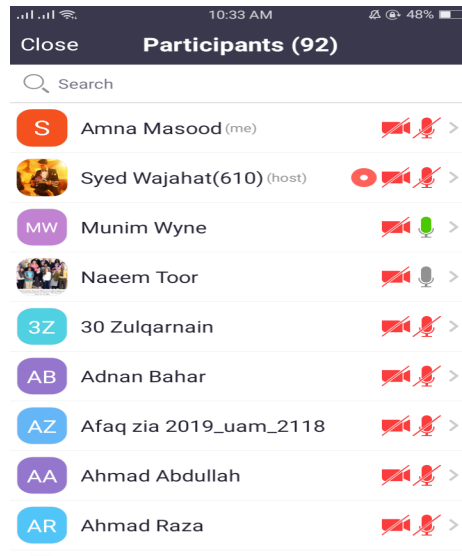 10:33 AM 48%
Close Participants (92)
Search
S Amna Masood (me)
Syed Wajahat(610) (host)
MW Munim Wyne
Naeem Toor
3Z 30 Zulqarnain
AB Adnan Bahar
AZ Afaq zia 2019_uam_2118
AA Ahmad Abdullah
AR Ahmad Raza